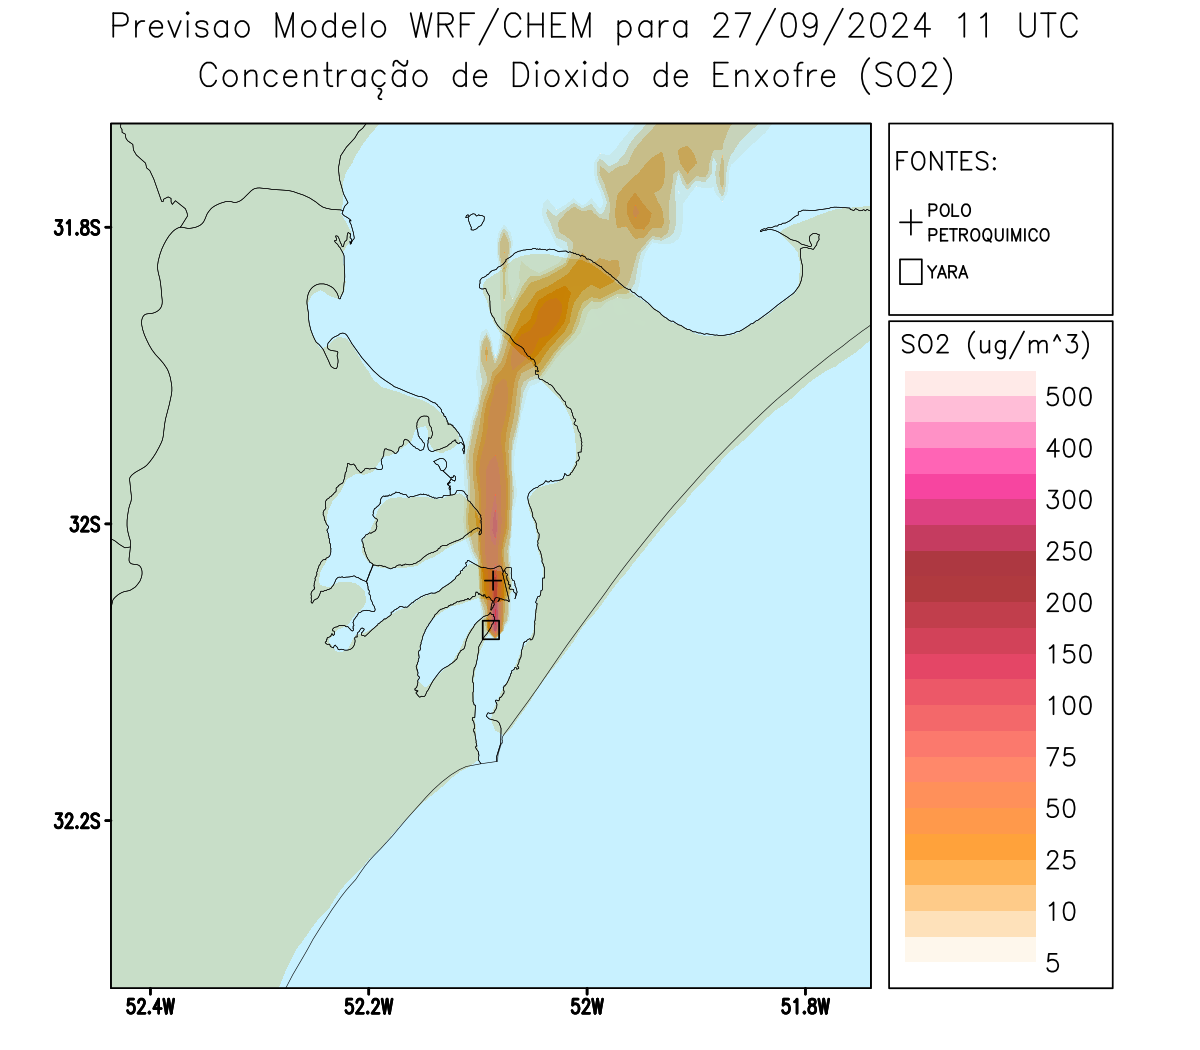 Previsao Modelo WRF/CHEM para 27/09/2024 11 UTC
Concentração de Dioxido de Enxofre (SO2)
FONTES:
POLO
PETROQUIMICO
YARA
31.8S
32S
32.2S
52.4W
52.2W
52W
51.8W
SO2 (ug/m^3)
500
400
300
250
200
150
100
75
50
25
10
5